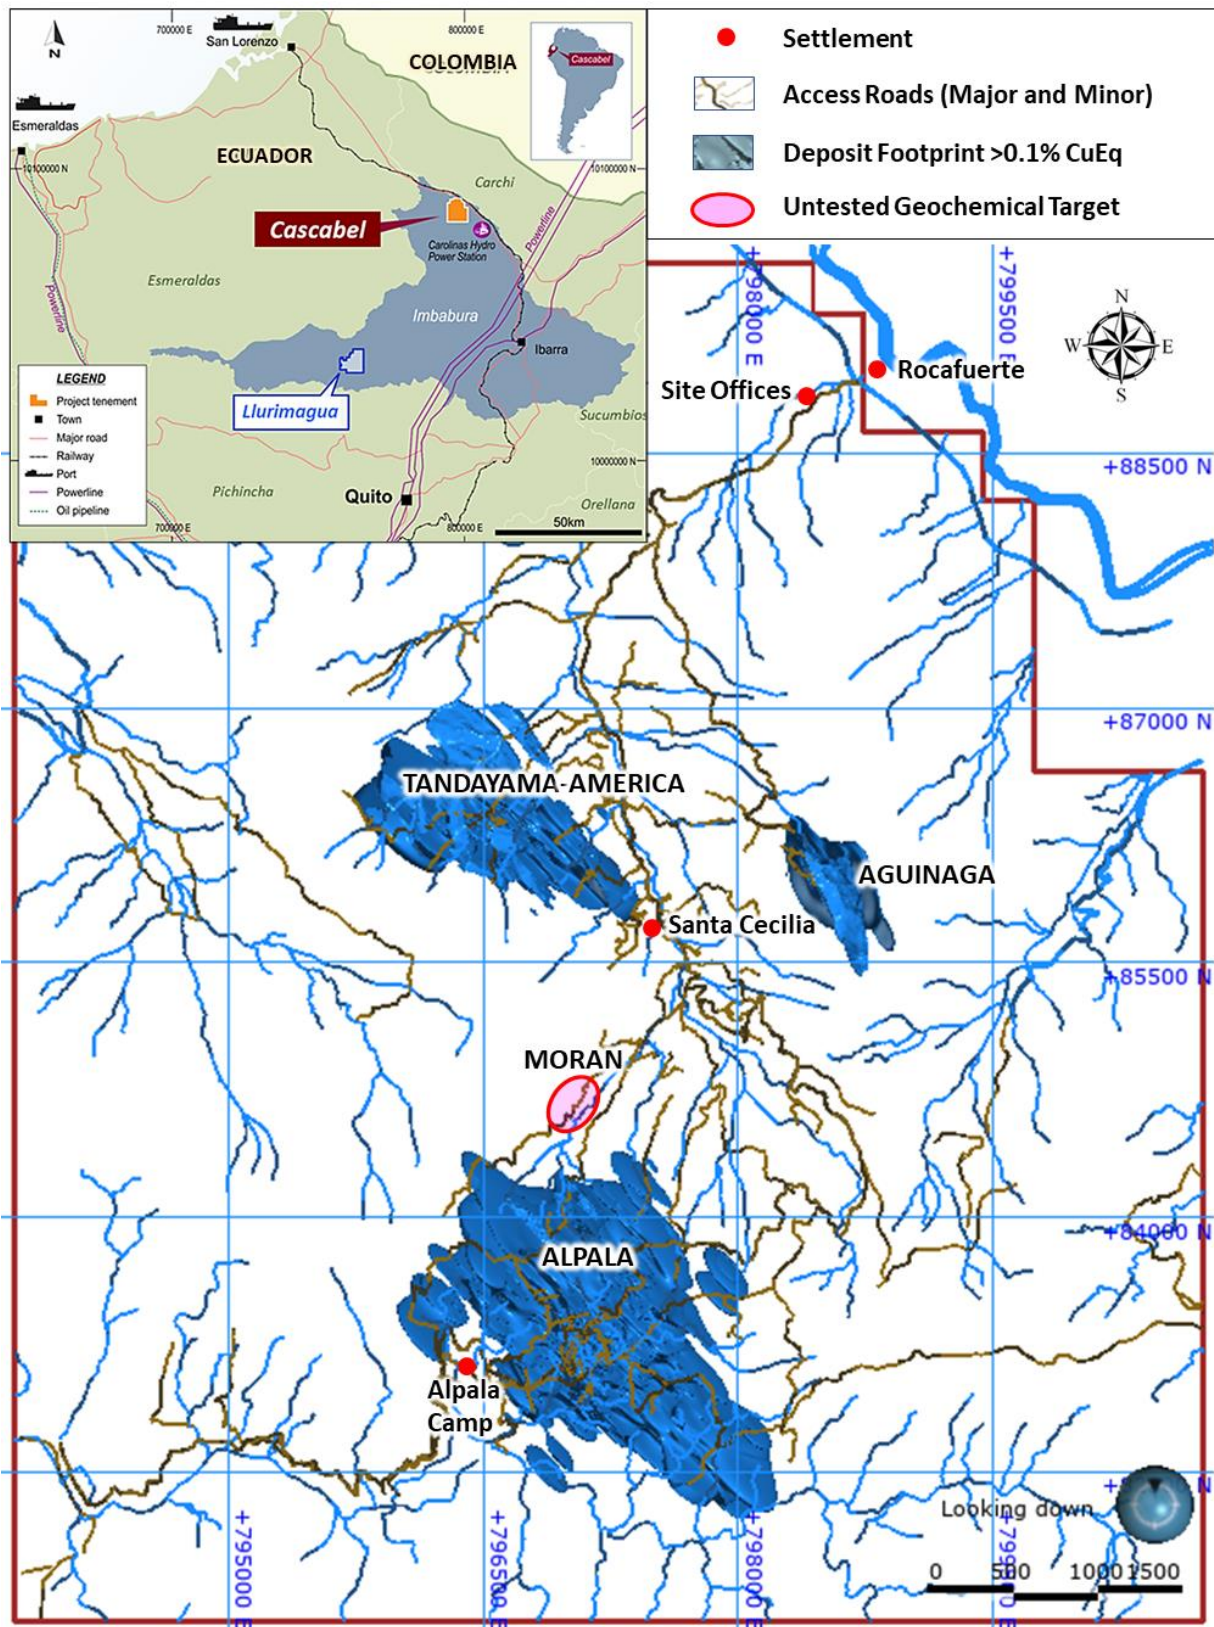 700000 E
800000 E
N
San Lorenzo
COLOMBIA
Cascabel
Esmeraldas
ECUADOR
10100000 N
10100000 N
Carchi
Cascabel
Carolinas Hydro
Power Station
Powerline
Esmeraldas
Powerline
Imbabura
Ibarra
Llurimagua
Sucumbios
10000000 N
Pichincha
Quito
Orellana
700000 E
800000 E
50km
LEGEND
Project tenement
Town
Major road
Railway
Port
Powerline
Oil pipeline
Settlement
Access Roads (Major and Minor)
Deposit Footprint >0.1% CuEq
Untested Geochemical Target
+798000 E
+799500 E
N
W
E
S
Rocafuerte
Site Offices
+88500 N
+87000 N
TANDAYAMA-AMERICA
AGUINAGA
Santa Cecilia
+85500 N
MORAN
+84000 N
ALPALA
Alpala
Camp
N
Looking down
+795000 E
+796500 E
+798000 E
0
500
1000
1500